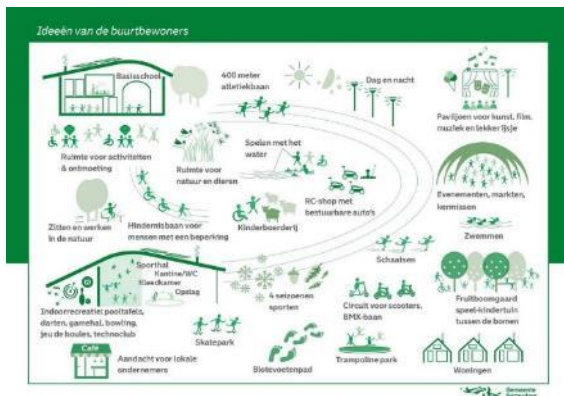 Ideeën van de buurtbewoners
Basisschool
400 meter
atletiekbaan
Dag en nacht
Paviljoen voor kunst, film,
muziek en lekker ijsje
Ruimte voor activiteiten
& ontmoeting
Ruimte voor
natuur en dieren
Spelen met het
water
RC-shop met
bestuurbare auto's
Evenementen, markten,
kermissen
Zitten en werken
in de natuur
Hindernisbaan voor
mensen met een beperking
Kinderboerderij
Zwemmen
Schaatsen
Sporthal
Kantine/WC
Kleedkamer
Opslag
4 seizoenen
sporten
Circuit voor scooters,
BMX-baan
Fruitboomgaard
speel-kindertuin
tussen de bomen
Indoorrecreatie: pooltafels,
darten, gamehal, bowling,
jeu de boules, technoclub
Skatepark
Café
Aandacht voor lokale
ondernemers
Blotevoetenpad
Trampoline park
Woningen
Gemeente